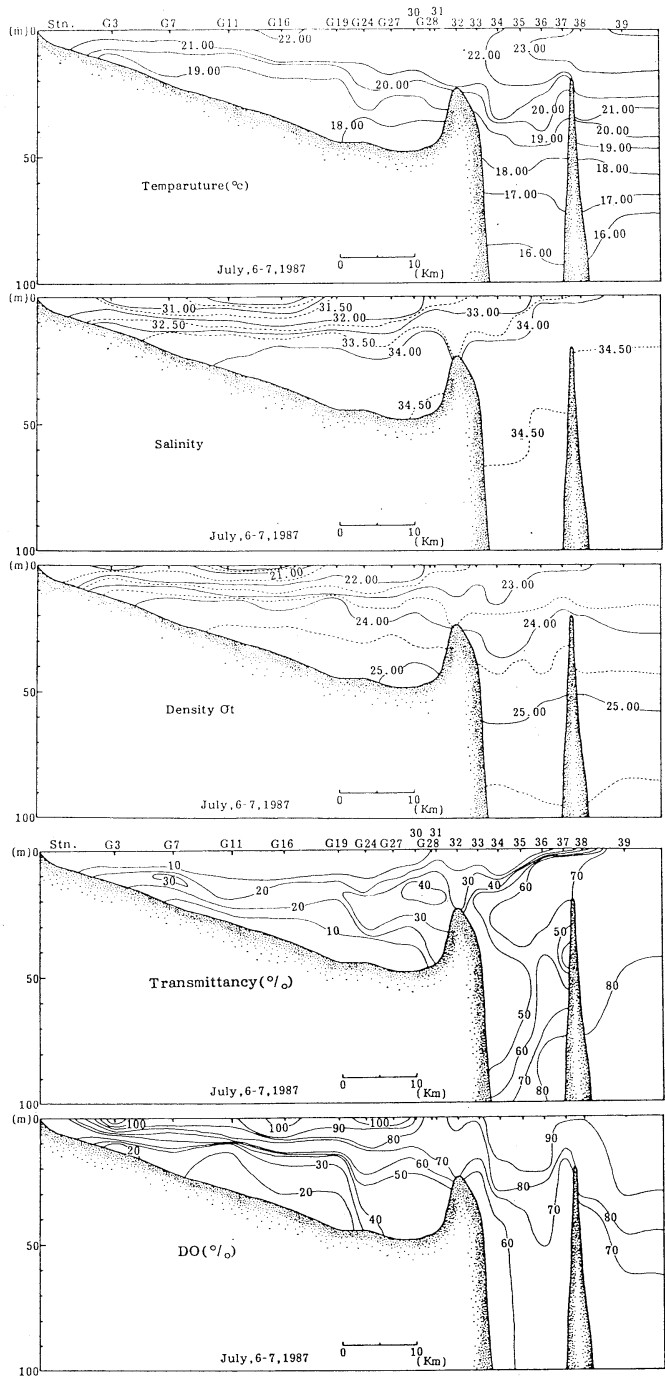 30 31
Stn. G3 G7 G11 G16 G19 G24 G27 G28 32 33 34 35 36 37 38 39
(m)0
22.00 23.00
21.00 22.00
19.00 20.00 20.00 21.00
18.00 19.00 20.00
19.00
50 18.00 18.00
Temparuture(°c) 17.00 17.00
16.00 16.00
July,6-7,1987 0 10
(Km)
100
(m)0
31.00 31.50 33.00
32.50 32.00 34.00
33.50
34.00 34.50
34.50
50 34.50
Salinity
July,6-7,1987 0 10
(Km)
100
(m)0
21.00 22.00 23.00
24.00 24.00
25.00
50 25.00 25.00
Density σt
July,6-7,1987 0 10
(Km)
100
30 31
Stn. G3 G7 G11 G16 G19 G24 G27 G28 32 33 34 35 36 37 38 39
(m)0
10 30 40 60 70
30 20 40
20 30
10 50
50 80
Transmittancy(°/o) 50
60
70 80
July,6-7,1987 0 10
(Km)
100
(m)0
100 100 90 100 90
20 80
30 60 70 80
20 50 70 80
40 70
50 60
DO(°/o)
July,6-7,1987 0 10
(Km)
100